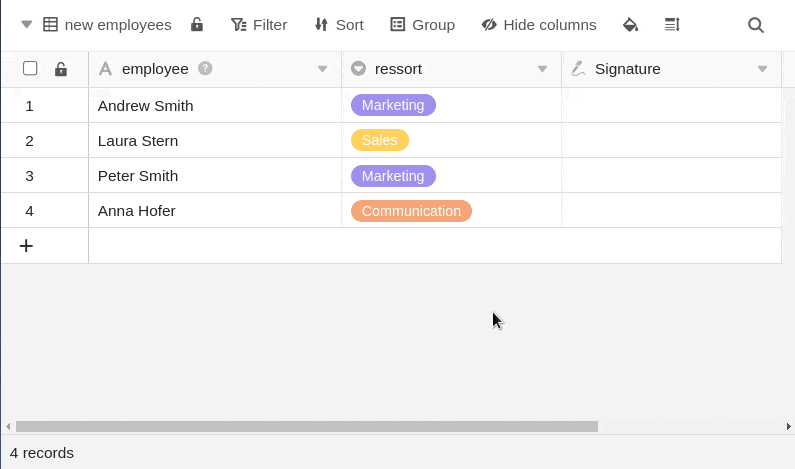 new employees Filter Sort Group Hide columns
A employee ? ressort Signature
1 Andrew Smith Marketing
2 Laura Stern Sales
3 Peter Smith Marketing
4 Anna Hofer Communication
+
4 records